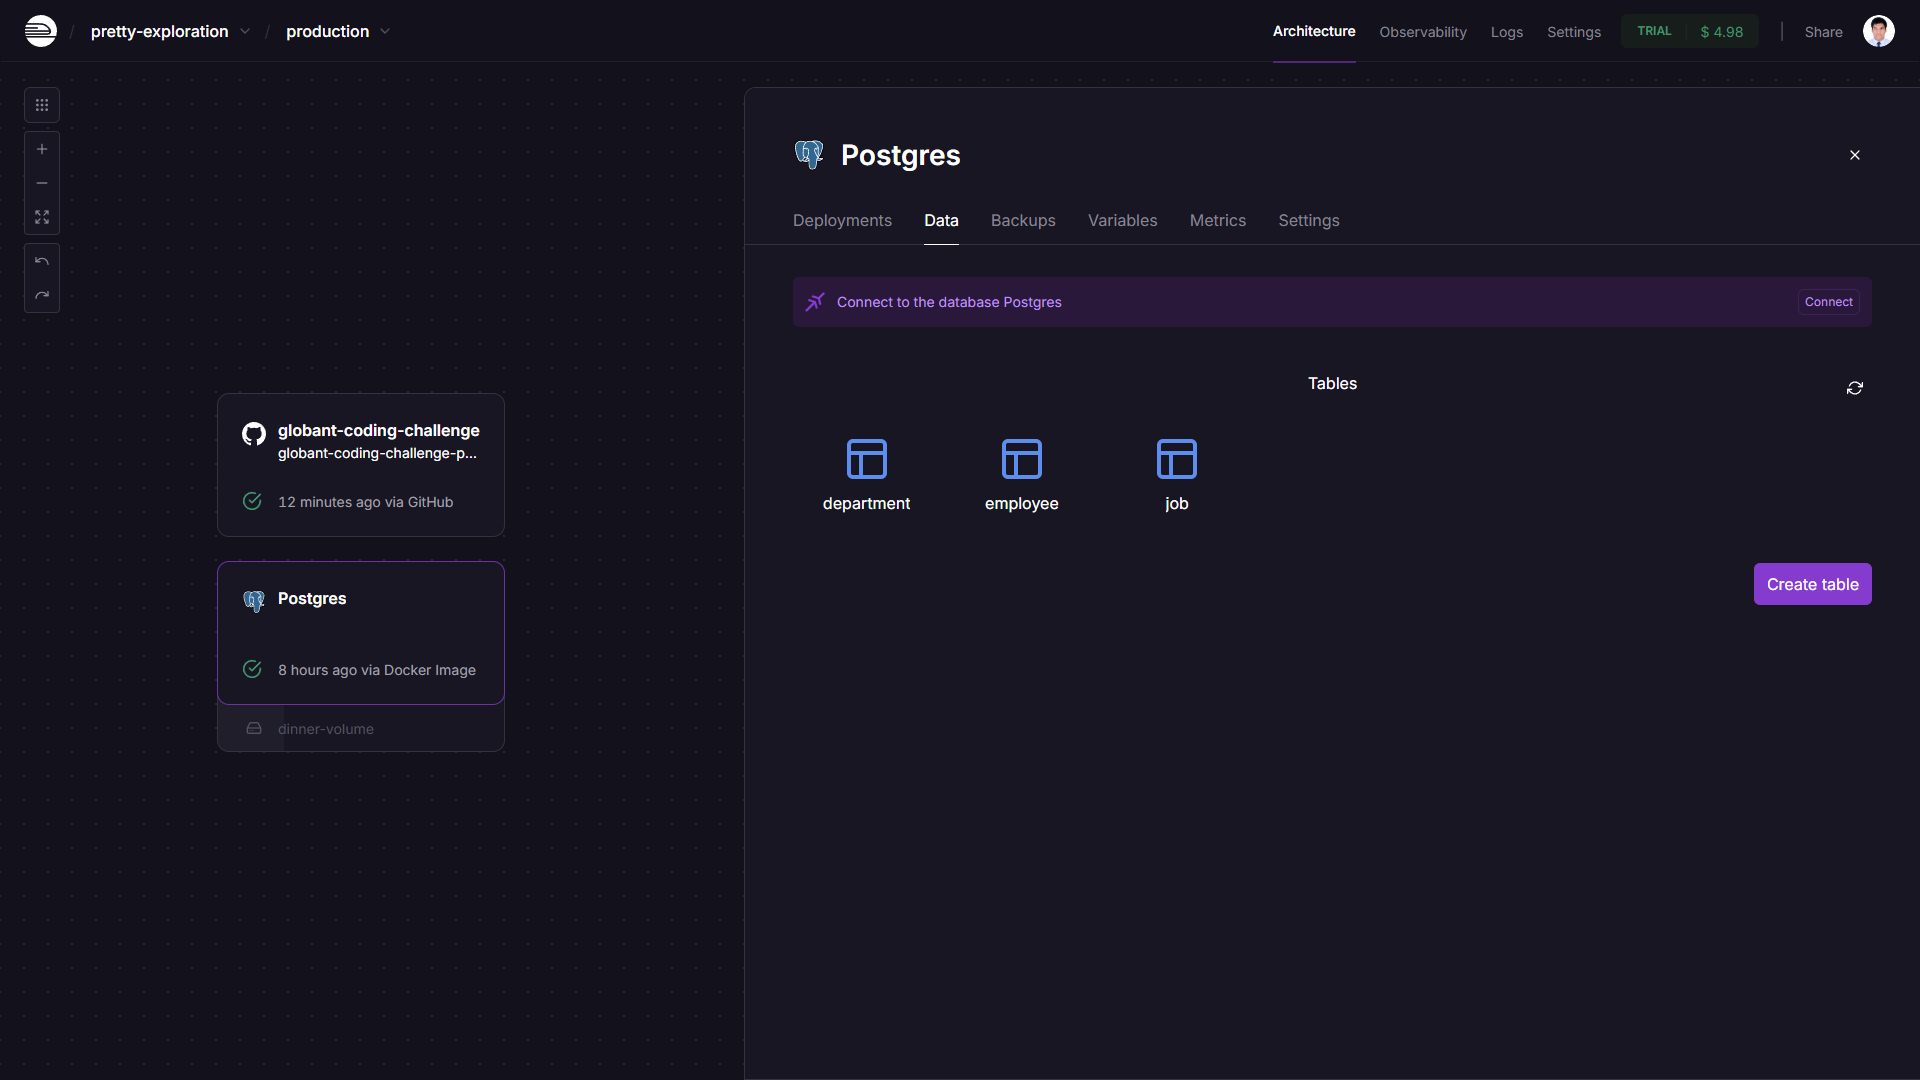 / pretty-exploration / production
Architecture Observability Logs Settings TRIAL $ 4.98 Share
Postgres
Deployments Data Backups Variables Metrics Settings
Connect to the database Postgres Connect
Tables
globant-coding-challenge
globant-coding-challenge-p...
12 minutes ago via GitHub
department employee job
Create table
Postgres
8 hours ago via Docker Image
dinner-volume